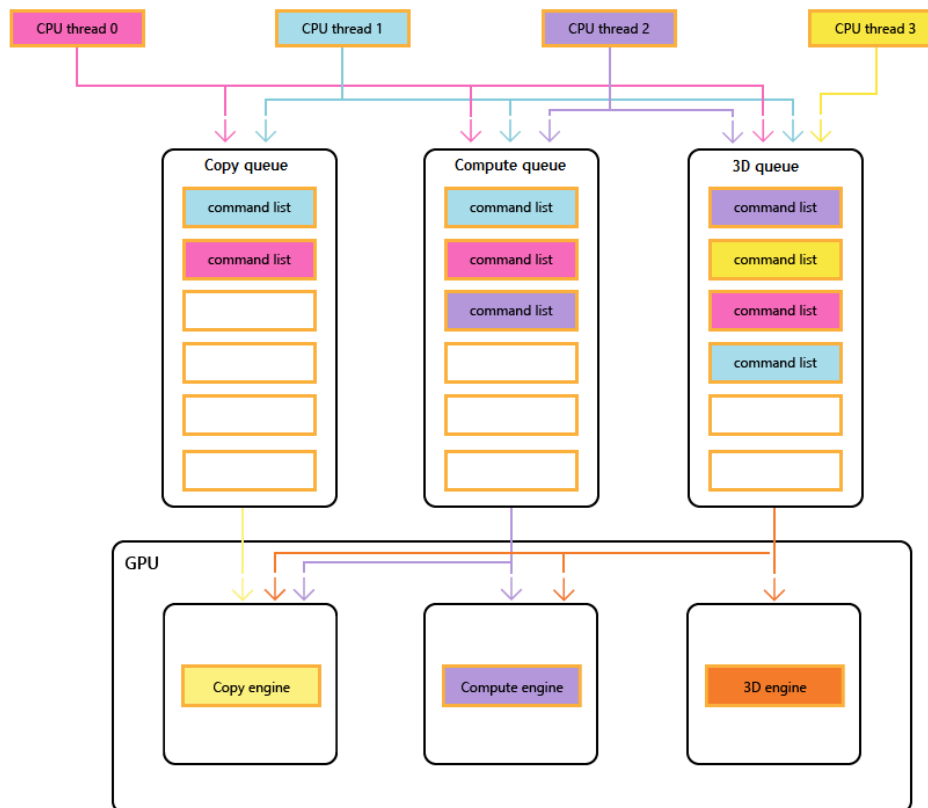 CPU thread 0
CPU thread 1
CPU thread 2
CPU thread 3
Copy queue
Compute queue
3D queue
command list
command list
command list
command list
command list
command list
command list
command list
command list
GPU
Copy engine
Compute engine
3D engine